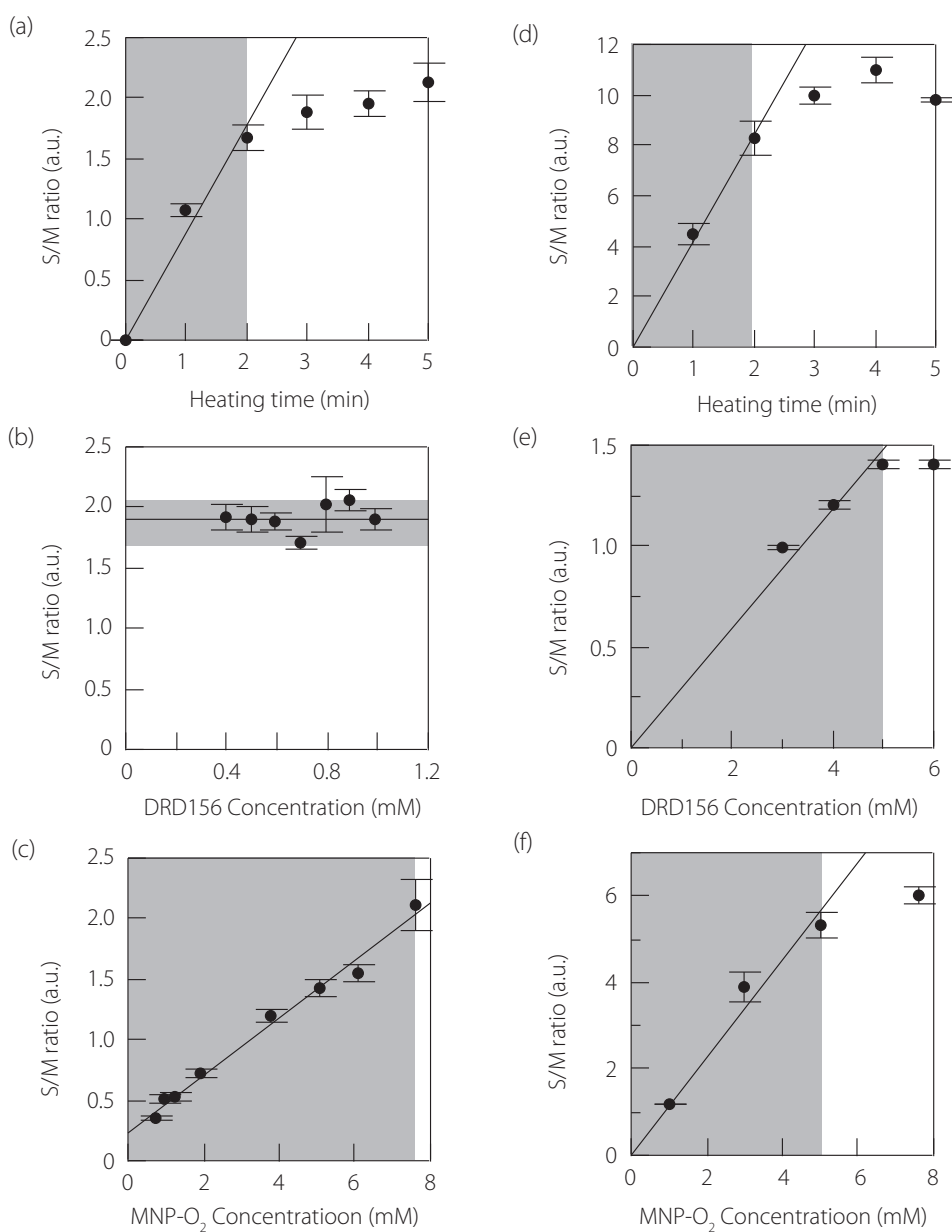 (a)
2.5
2.0
1.5
1.0
0.5
0
S/M ratio (a.u.)
0 1 2 3 4 5
Heating time (min)
(d)
12
10
8
6
4
2
0
S/M ratio (a.u.)
0 1 2 3 4 5
Heating time (min)
(b)
2.5
2.0
1.5
1.0
0.5
0
S/M ratio (a.u.)
0 0.4 0.8 1.2
DRD156 Concentration (mM)
(e)
1.5
1.0
0.5
0
S/M ratio (a.u.)
0 2 4 6
DRD156 Concentration (mM)
(c)
2.5
2.0
1.5
1.0
0.5
0
S/M ratio (a.u.)
0 2 4 6 8
MNP-O₂ Concentratioon (mM)
(f)
6
4
2
0
S/M ratio (a.u.)
0 2 4 6 8
MNP-O₂ Concentration (mM)